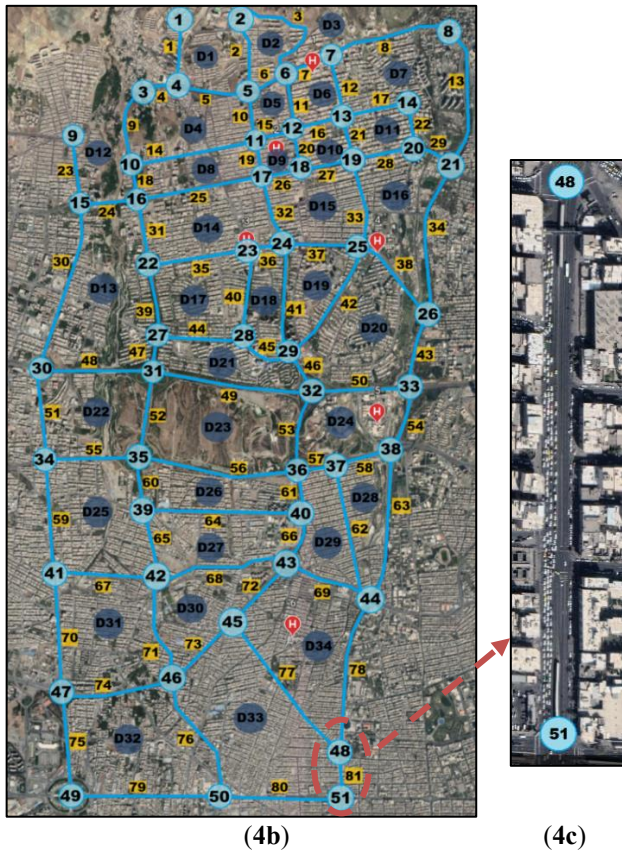 1 2 3 D3 8
D2 7 8
1 D1 2 6 6 H 7 D7 13
3 4 4 5 5 D5 D6 12 17 14
9 D4 10 15 11 12 13 22
9 D12 14 11 16 21 D11 29
23 10 D8 19 H D9 20 D10 19 28 20 21
18 25 17 26 18 27
15 24 16 D14 32 D15 33 D16 34
30 31 23 H 24 37 25 H
22 35 36 38
D13 39 D17 40 D18 41 D19 42 26
27 44 28 45 D20 43
47 D21 29 46
30 48 31 49 32 50 33
51 D22 52 D23 53 D24 H 54
55 35 56 57 58 38
34 60 D26 36 37
59 D25 39 64 61 40 D28 63
65 D27 66 D29 62
41 67 42 68 43 69
D30 72 44
70 D31 71 73 45 H D34
74 46 77 78
47 D33
75 D32 76 48
81
49 79 50 80 51
48
51
(4b) (4c)